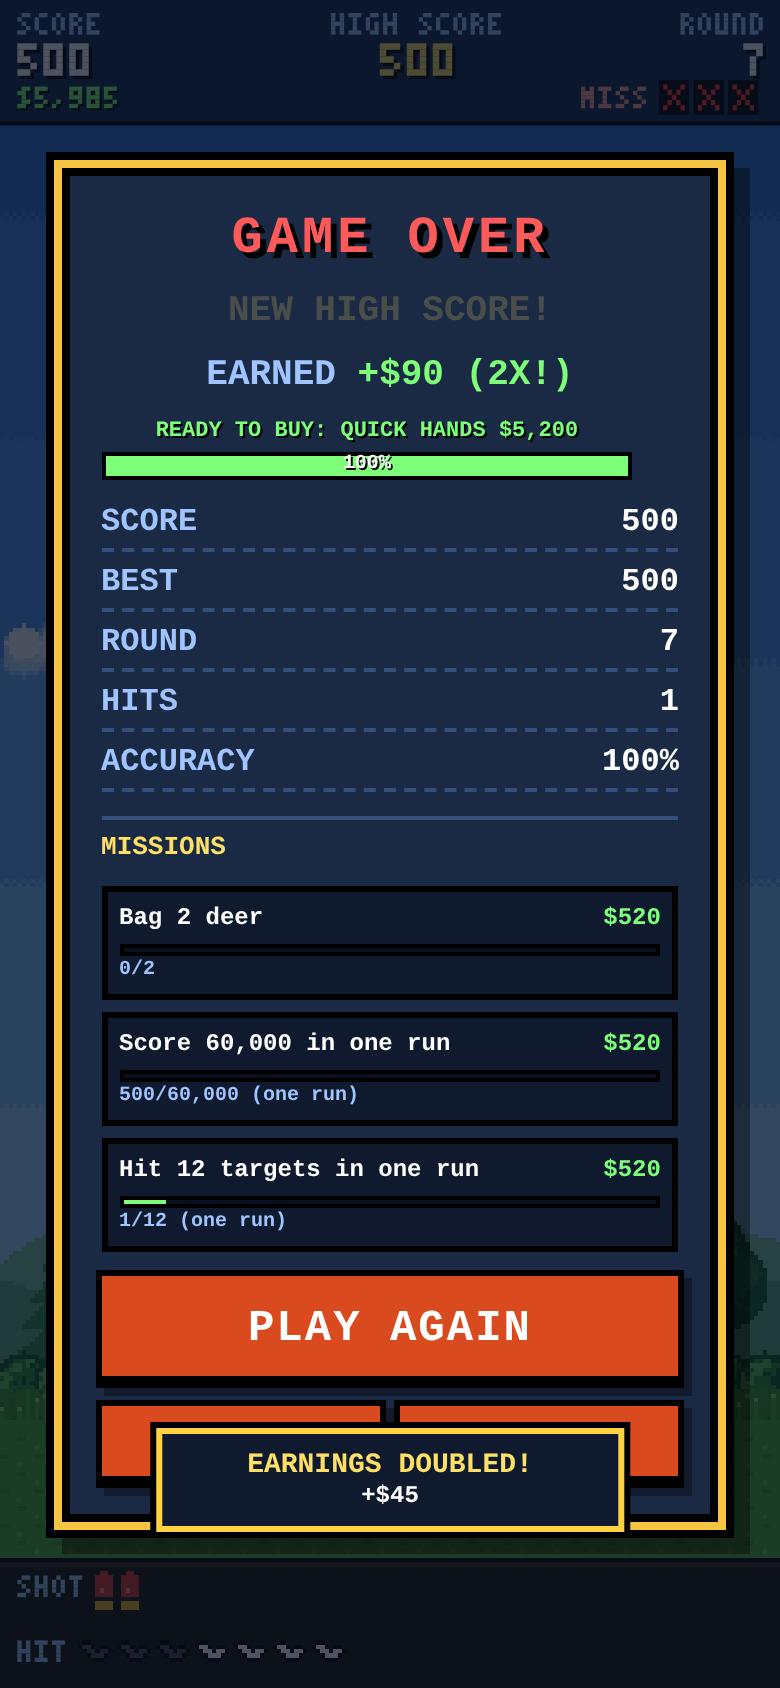 SCORE HIGH SCORE ROUND
500 500 7
$5,985 MISS X X X
GAME OVER
NEW HIGH SCORE!
EARNED +$90 (2X!)
READY TO BUY: QUICK HANDS $5,200
100%
SCORE 500
BEST 500
ROUND 7
HITS 1
ACCURACY 100%
MISSIONS
Bag 2 deer $520
0/2
Score 60,000 in one run $520
500/60,000 (one run)
Hit 12 targets in one run $520
1/12 (one run)
PLAY AGAIN
EARNINGS DOUBLED!
+$45
SHOT
HIT